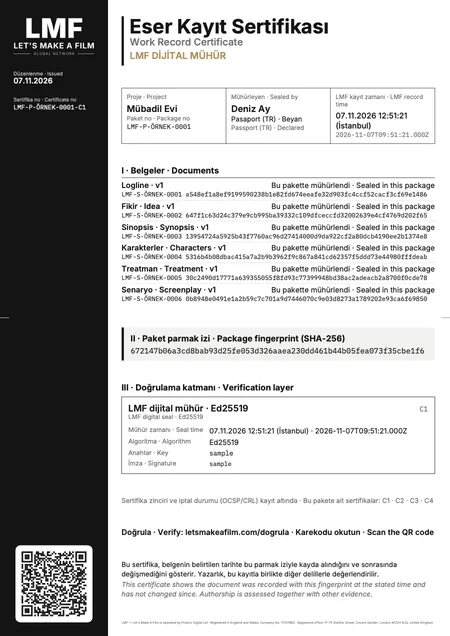 LMF
LET'S MAKE A FILM
GLOBAL NETWORK
Düzenlenme · Issued
07.11.2026
Sertifika no · Certificate no
LMF-P-ÖRNEK-0001-C1
Eser Kayıt Sertifikası
Work Record Certificate
LMF DİJİTAL MÜHÜR
Proje · Project
Mübadil Evi
Paket no · Package no
LMF-P-ÖRNEK-0001
Mühürleyen · Sealed by
Deniz Ay
Pasaport (TR) · Beyan
Passport (TR) · Declared
LMF kayıt zamanı · LMF record
time
07.11.2026 12:51:21
(İstanbul)
2026-11-07T09:51:21.000Z
I · Belgeler · Documents
Logline · v1 Bu pakette mühürlendi · Sealed in this package
LMF-S-ÖRNEK-0001
Fikir · Idea · v1 Bu pakette mühürlendi · Sealed in this package
LMF-S-ÖRNEK-0002
Sinopsis · Synopsis · v1 Bu pakette mühürlendi · Sealed in this package
LMF-S-ÖRNEK-0003
Karakterler · Characters · v1 Bu pakette mühürlendi · Sealed in this package
LMF-S-ÖRNEK-0004
Treatman · Treatment · v1 Bu pakette mühürlendi · Sealed in this package
LMF-S-ÖRNEK-0005
Senaryo · Screenplay · v1 Bu pakette mühürlendi · Sealed in this package
LMF-S-ÖRNEK-0006
II · Paket parmak izi · Package fingerprint (SHA-256)
672147b06a3cd8bab93d25fe053d326aaea230dd461b44b05fea073f35cbe1f6
III · Doğrulama katmanı · Verification layer
LMF dijital mühür · Ed25519 C1
LMF digital seal · Ed25519
Mühür zamanı · Seal time 07.11.2026 12:51:21 (İstanbul) · 2026-11-07T09:51:21.000Z
Algoritma · Algorithm Ed25519
Anahtar · Key sample
İmza · Signature sample
Sertifika zinciri ve iptal durumu (OCSP/CRL) kayıt altında · Bu pakete ait sertifikalar: C1 · C2 · C3 · C4
Doğrula · Verify: letsmakeafilm.com/dogrula · Karekodu okutun · Scan the QR code
Bu sertifika, belgenin belirtilen tarihte bu parmak iziyle kayda alındığını ve sonrasında
değişmediğini gösterir. Yazarlık, bu kayıtla birlikte diğer delillerle değerlendirilir.
This certificate shows the document was recorded with this fingerprint at the stated time and
has not changed since. Authorship is assessed together with other evidence.